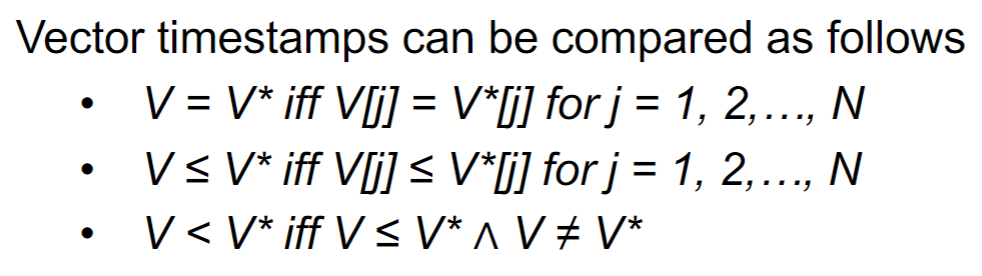 Vector timestamps can be compared as follows
• V = V* iff V[j] = V*[j] for j = 1, 2,…, N
• V ≤ V* iff V[j] ≤ V*[j] for j = 1, 2,…, N
• V < V* iff V ≤ V* ∧ V ≠ V*